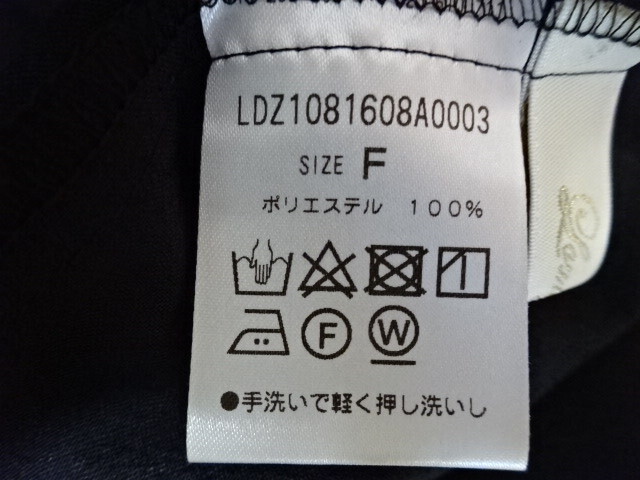 LDZ1081608A0003
SIZE F
ポリエステル 100%
F W
●手洗いで軽く押し洗いし